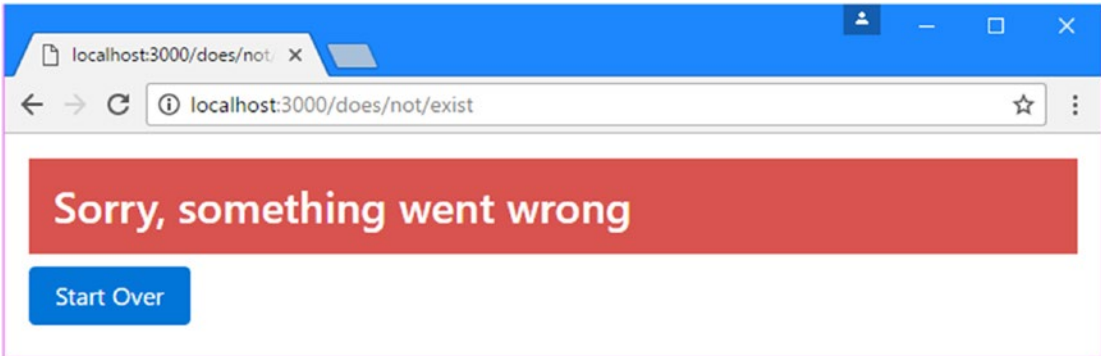 localhost:3000/does/not/
localhost:3000/does/not/exist
Sorry, something went wrong
Start Over